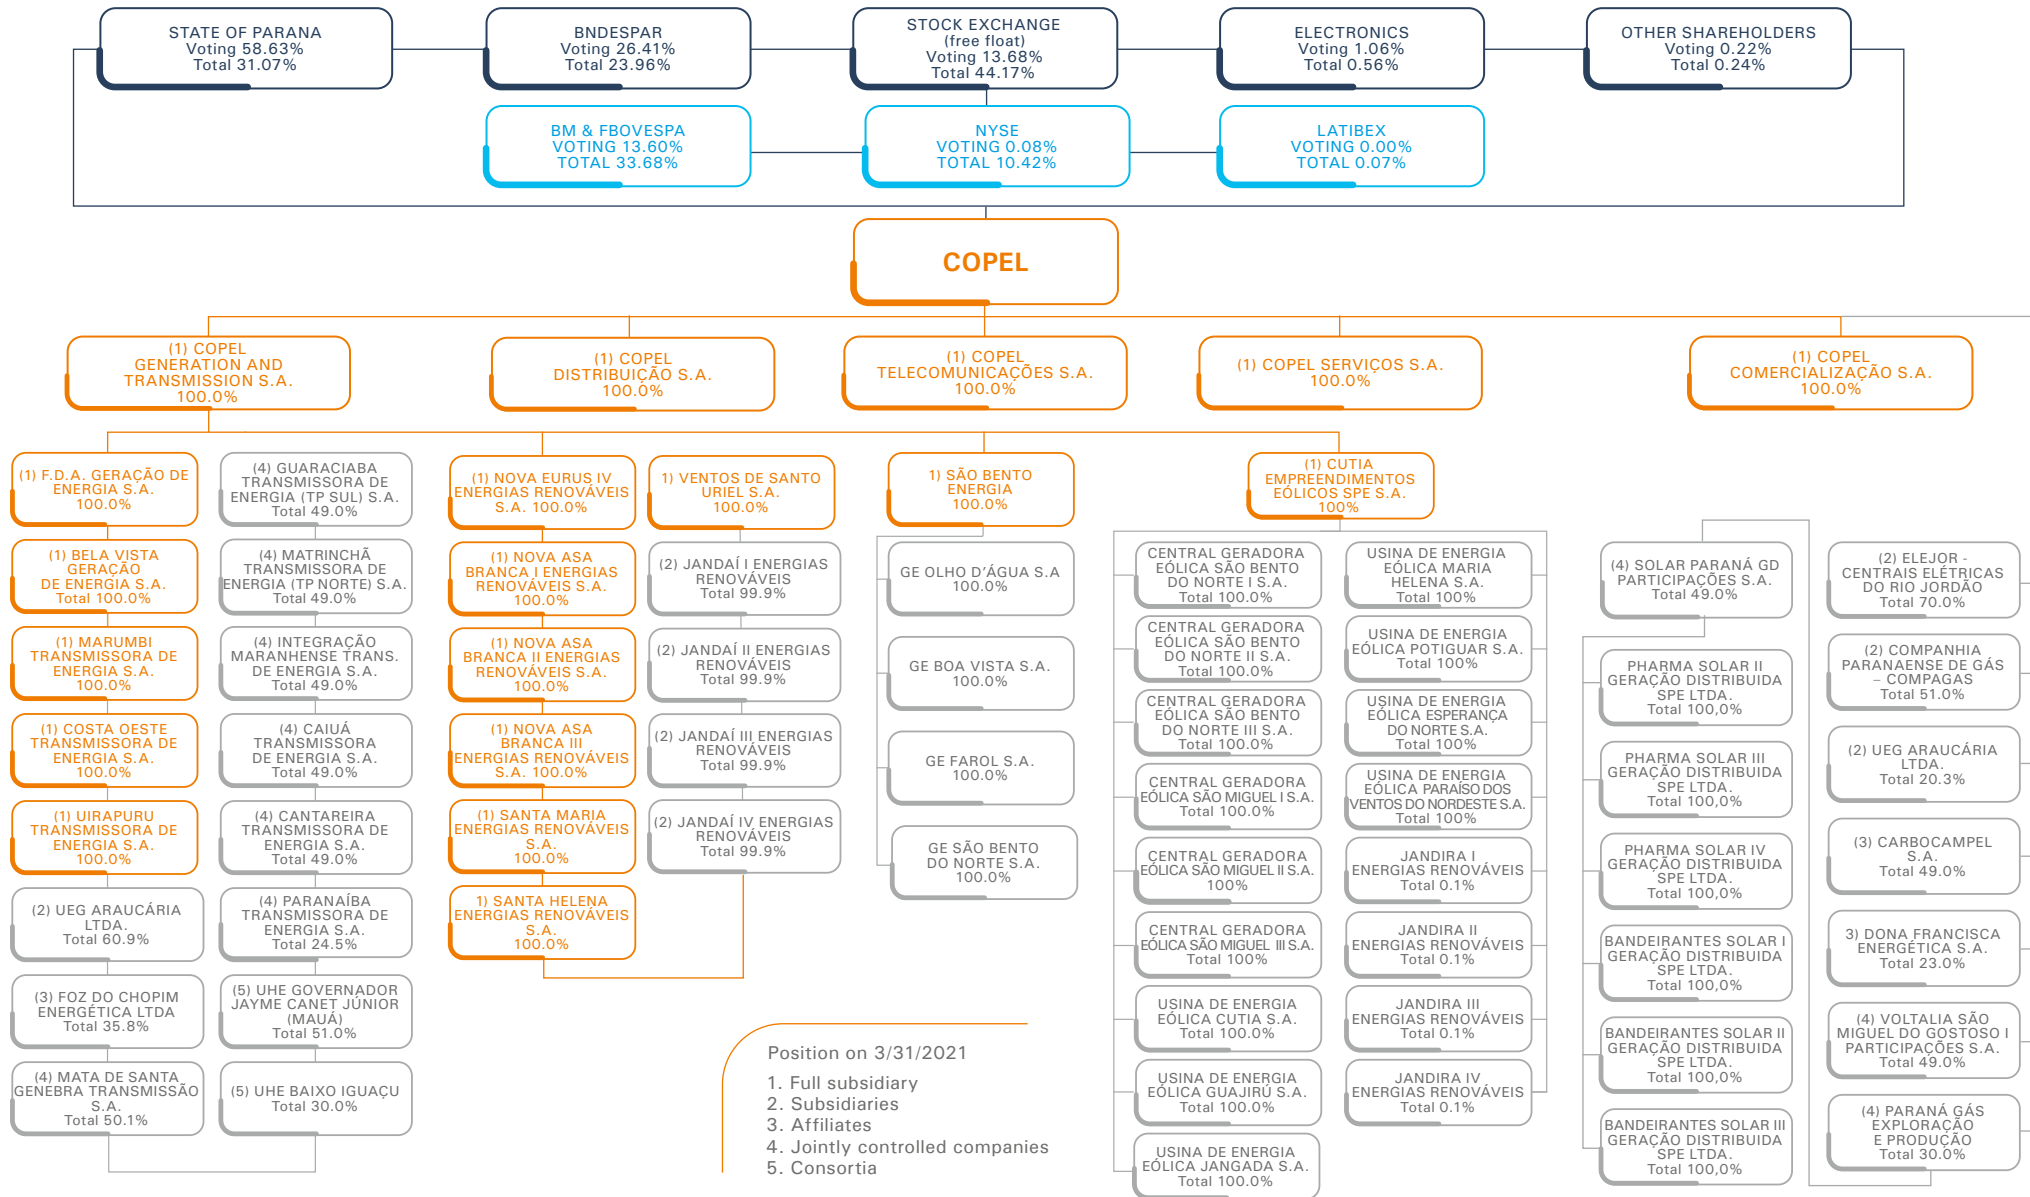 STATE OF PARANA
Voting 58.63%
Total 31.07%
BNDESPAR
Voting 26.41%
Total 23.96%
STOCK EXCHANGE
(free float)
Voting 13.68%
Total 44.17%
ELECTRONICS
Voting 1.06%
Total 0.56%
OTHER SHAREHOLDERS
Voting 0.22%
Total 0.24%
BM & FBOVESPA
VOTING 13.60%
TOTAL 33.68%
NYSE
VOTING 0.08%
TOTAL 10.42%
LATIBEX
VOTING 0.00%
TOTAL 0.07%
COPEL
(1) COPEL
GENERATION AND
TRANSMISSION S.A.
100.0%
(1) COPEL
DISTRIBUIÇÃO S.A.
100.0%
(1) COPEL
TELECOMUNICAÇÕES S.A.
100.0%
(1) COPEL SERVIÇOS S.A.
100.0%
(1) COPEL
COMERCIALIZAÇÃO S.A.
100.0%
(1) F.D.A. GERAÇÃO DE
ENERGIA S.A.
100.0%
(1) BELA VISTA
GERAÇÃO
DE ENERGIA S.A.
Total 100.0%
(1) MARUMBI
TRANSMISSORA DE
ENERGIA S.A.
100.0%
(1) COSTA OESTE
TRANSMISSORA DE
ENERGIA S.A.
100.0%
(1) UIRAPURU
TRANSMISSORA DE
ENERGIA S.A.
100.0%
(2) UEG ARAUCÁRIA
LTDA.
Total 60.9%
(3) FOZ DO CHOPIM
ENERGÉTICA LTDA
Total 35.8%
(4) MATA DE SANTA
GENEBRA TRANSMISSÃO
S.A.
Total 50.1%
(4) GUARACIABA
TRANSMISSORA DE
ENERGIA (TP SUL) S.A.
Total 49.0%
(4) MATRINCHÃ
TRANSMISSORA DE
ENERGIA (TP NORTE) S.A.
Total 49.0%
(4) INTEGRAÇÃO
MARANHENSE TRANS.
DE ENERGIA S.A.
Total 49.0%
(4) CAIUÁ
TRANSMISSORA
DE ENERGIA S.A.
Total 49.0%
(4) CANTAREIRA
TRANSMISSORA DE
ENERGIA S.A.
Total 49.0%
(4) PARANAÍBA
TRANSMISSORA DE
ENERGIA S.A.
Total 24.5%
(5) UHE GOVERNADOR
JAYME CANET JÚNIOR
(MAUÁ)
Total 51.0%
(5) UHE BAIXO IGUAÇU
Total 30.0%
(1) NOVA EURUS IV
ENERGIAS RENOVÁVEIS
S.A. 100.0%
(1) NOVA ASA
BRANCA I ENERGIAS
RENOVÁVEIS S.A.
100.0%
(1) NOVA ASA
BRANCA II ENERGIAS
RENOVÁVEIS S.A.
100.0%
(1) NOVA ASA
BRANCA III
ENERGIAS RENOVÁVEIS
S.A. 100.0%
(1) SANTA MARIA
ENERGIAS RENOVÁVEIS
S.A.
100.0%
1) SANTA HELENA
ENERGIAS RENOVÁVEIS
S.A.
100.0%
1) VENTOS DE SANTO
URIEL S.A.
100.0%
(2) JANDAÍ I ENERGIAS
RENOVÁVEIS
Total 99.9%
(2) JANDAÍ II ENERGIAS
RENOVÁVEIS
Total 99.9%
(2) JANDAÍ III ENERGIAS
RENOVÁVEIS
Total 99.9%
(2) JANDAÍ IV ENERGIAS
RENOVÁVEIS
Total 99.9%
1) SÃO BENTO
ENERGIA
100.0%
GE OLHO D'ÁGUA S.A
100.0%
GE BOA VISTA S.A.
100.0%
GE FAROL S.A.
100.0%
GE SÃO BENTO
DO NORTE S.A.
100.0%
(1) CUTIA
EMPREENDIMENTOS
EÓLICOS SPE S.A.
100%
CENTRAL GERADORA
EÓLICA SÃO BENTO
DO NORTE I S.A.
Total 100.0%
CENTRAL GERADORA
EÓLICA SÃO BENTO
DO NORTE II S.A.
Total 100.0%
CENTRAL GERADORA
EÓLICA SÃO BENTO
DO NORTE III S.A.
Total 100.0%
CENTRAL GERADORA
EÓLICA SÃO MIGUEL I S.A.
Total 100.0%
CENTRAL GERADORA
EÓLICA SÃO MIGUEL II S.A.
100%
CENTRAL GERADORA
EÓLICA SÃO MIGUEL III S.A.
Total 100%
USINA DE ENERGIA
EÓLICA CUTIA S.A.
Total 100.0%
USINA DE ENERGIA
EÓLICA GUAJIRÚ S.A.
Total 100.0%
USINA DE ENERGIA
EÓLICA JANGADA S.A.
Total 100.0%
USINA DE ENERGIA
EÓLICA MARIA
HELENA S.A.
Total 100%
USINA DE ENERGIA
EÓLICA POTIGUAR S.A.
Total 100%
USINA DE ENERGIA
EÓLICA ESPERANÇA
DO NORTE S.A.
Total 100%
USINA DE ENERGIA
EÓLICA PARAÍSO DOS
VENTOS DO NORDESTE S.A.
Total 100%
JANDIRA I
ENERGIAS RENOVÁVEIS
Total 0.1%
JANDIRA II
ENERGIAS RENOVÁVEIS
Total 0.1%
JANDIRA III
ENERGIAS RENOVÁVEIS
Total 0.1%
JANDIRA IV
ENERGIAS RENOVÁVEIS
Total 0.1%
(4) SOLAR PARANÁ GD
PARTICIPAÇÕES S.A.
Total 49.0%
PHARMA SOLAR II
GERAÇÃO DISTRIBUIDA
SPE LTDA.
Total 100,0%
PHARMA SOLAR III
GERAÇÃO DISTRIBUIDA
SPE LTDA.
Total 100,0%
PHARMA SOLAR IV
GERAÇÃO DISTRIBUIDA
SPE LTDA.
Total 100,0%
BANDEIRANTES SOLAR I
GERAÇÃO DISTRIBUIDA
SPE LTDA.
Total 100,0%
BANDEIRANTES SOLAR II
GERAÇÃO DISTRIBUIDA
SPE LTDA.
Total 100,0%
BANDEIRANTES SOLAR III
GERAÇÃO DISTRIBUIDA
SPE LTDA.
Total 100,0%
(2) ELEJOR -
CENTRAIS ELÉTRICAS
DO RIO JORDÃO
Total 70.0%
(2) COMPANHIA
PARANAENSE DE GÁS
– COMPAGAS
Total 51.0%
(2) UEG ARAUCÁRIA
LTDA.
Total 20.3%
(3) CARBOCAMPEL
S.A.
Total 49.0%
3) DONA FRANCISCA
ENERGÉTICA S.A.
Total 23.0%
(4) VOLTALIA SÃO
MIGUEL DO GOSTOSO I
PARTICIPAÇÕES S.A.
Total 49.0%
(4) PARANÁ GÁS
EXPLORAÇÃO
E PRODUÇÃO
Total 30.0%
Position on 3/31/2021
1. Full subsidiary
2. Subsidiaries
3. Affiliates
4. Jointly controlled companies
5. Consortia